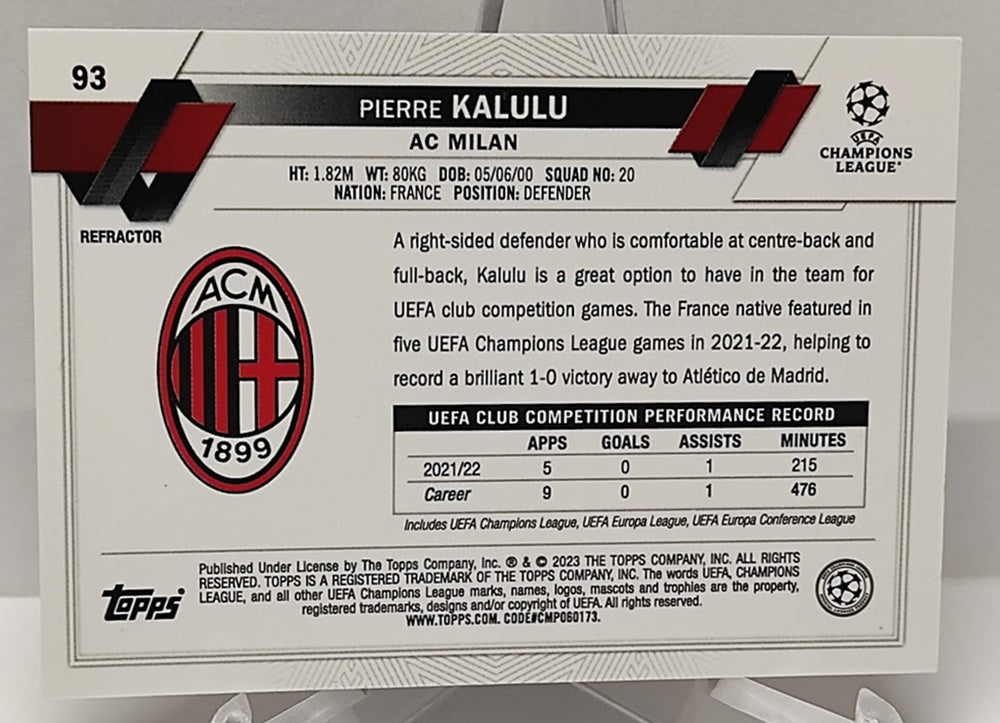 93
PIERRE KALULU
AC MILAN
HT: 1.82M WT: 80KG DOB: 05/06/00 SQUAD NO: 20
NATION: FRANCE POSITION: DEFENDER
UEFA
CHAMPIONS
LEAGUE
REFRACTOR
ACM
1899
A right-sided defender who is comfortable at centre-back and
full-back, Kalulu is a great option to have in the team for
UEFA club competition games. The France native featured in
five UEFA Champions League games in 2021-22, helping to
record a brilliant 1-0 victory away to Atlético de Madrid.
UEFA CLUB COMPETITION PERFORMANCE RECORD
APPS GOALS ASSISTS MINUTES
2021/22 5 0 1 215
Career 9 0 1 476
Includes UEFA Champions League, UEFA Europa League, UEFA Europa Conference League
topps
Published Under License by The Topps Company, Inc. ® & © 2023 THE TOPPS COMPANY, INC. ALL RIGHTS
RESERVED. TOPPS IS A REGISTERED TRADEMARK OF THE TOPPS COMPANY, INC. The words UEFA, CHAMPIONS
LEAGUE, and all other UEFA Champions League marks, names, logos, mascots and trophies are the property,
registered trademarks, designs and/or copyright of UEFA. All rights reserved.
WWW.TOPPS.COM. CODE#CMP060173.